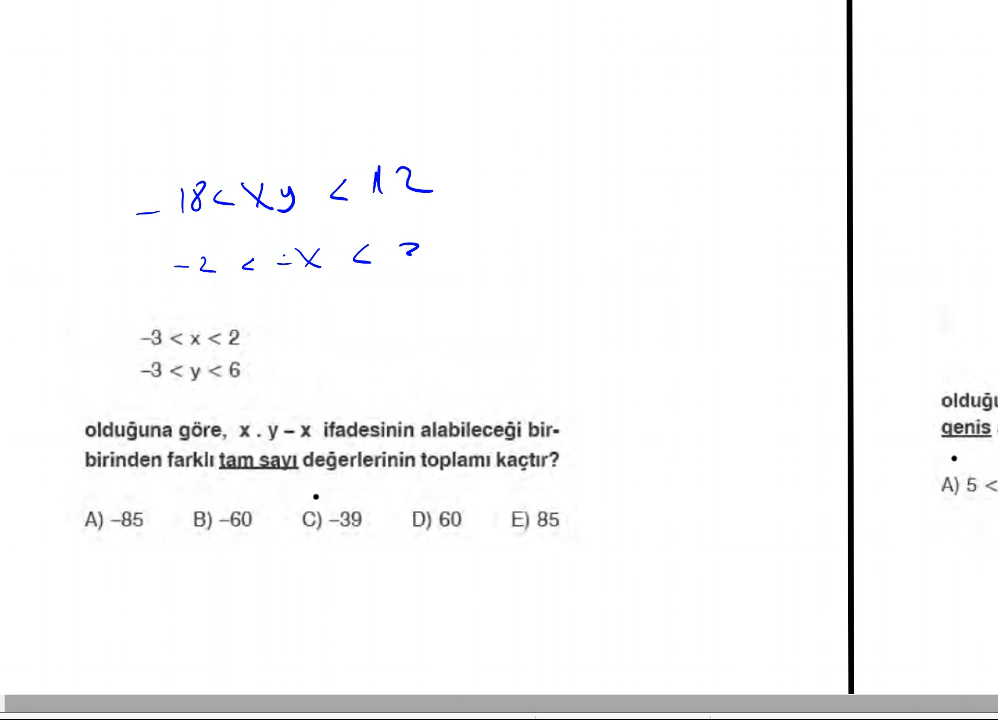 - 18 < xy < 12
-2 < -x < 3
-3 < x < 2
-3 < y < 6
olduğuna göre, x . y – x ifadesinin alabileceği bir-
birinden farklı tam sayı değerlerinin toplamı kaçtır?
A) –85 B) –60 C) –39 D) 60 E) 85
olduğu
geniş
A) 5 <